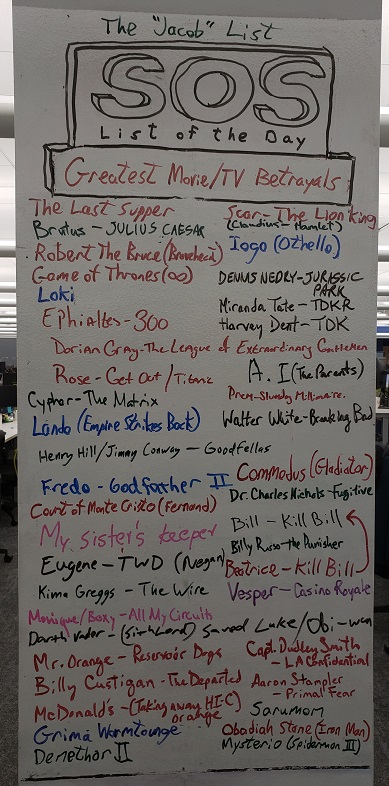 The "Jacob" List
SOS
List of the Day
Greatest Movie/TV Betrayals
The Last Supper
Brutus - JULIUS CAESAR
Robert The Bruce (Braveheart)
Game of Thrones (∞)
Loki
Ephialtes - 300
Dorian Gray - The League of Extraordinary Gentlemen
Rose - Get Out / Titanic
Cypher - The Matrix
Lando (Empire Strikes Back)
Henry Hill/Jimmy Conway - Goodfellas
Fredo - Godfather II
Count of Monte Cristo (Fernand)
My sister's keeper
Eugene - TWD (Negan)
Kima Greggs - The Wire
Monique/Boxy - All My Circuits
Darth Vader - (Sith Lord) Saved Luke/Obi-wan
Mr. Orange - Reservoir Dogs
Billy Costigan - The Departed
McDonald's - (Taking away HI-C orange)
Grima Wormtounge
Denethor II
Scar - The Lion King
(Claudius - Hamlet)
Iago (Othello)
DENNIS NEDRY - JURASSIC
PARK
Miranda Tate - TDKR
Harvey Dent - TDK
A.I (The Parents)
Prem - Slumdog Millionaire.
Walter White - Breaking Bad
Commodus (Gladiator)
Dr. Charles Nichols - Fugitive
Bill - Kill Bill
Billy Russo - the Punisher
Beatrice - Kill Bill
Vesper - Casino Royale
Capt. Dudley Smith
- LA Confidential
Aaron Stampler
- Primal Fear
Sarumom
Obadiah Stone (Iron Man)
Mysterio (Spiderman III)